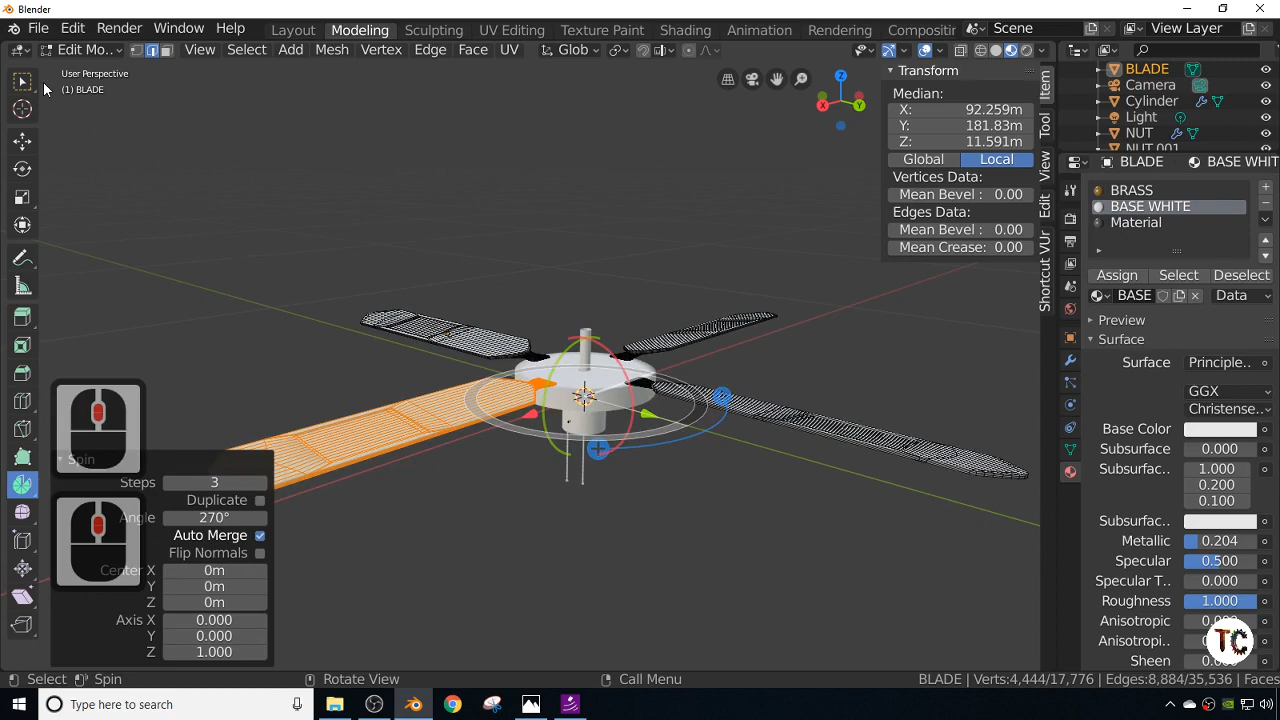 Blender
File Edit Render Window Help Layout Modeling Sculpting UV Editing Texture Paint Shading Animation Rendering Composit Scene View Layer
Edit Mo... View Select Add Mesh Vertex Edge Face UV Glob
User Perspective
(1) BLADE
Transform
Median:
X: 92.259m
Y: 181.83m
Z: 11.591m
Global Local
Vertices Data:
Mean Bevel : 0.00
Edges Data:
Mean Bevel : 0.00
Mean Crease: 0.00
Item
Tool
View
Edit
Shortcut VUr
Z
X
Y
BLADE
Camera
Cylinder
Light
NUT
NUT.001
BLADE BASE WHIT
BRASS
BASE WHITE
Material
Assign Select Deselect
BASE Data
Preview
Surface
Surface Principle..
GGX
Christense..
Base Color
Subsurface 0.000
Subsurfac.. 1.000
0.200
0.100
Subsurfac..
Metallic 0.204
Specular 0.500
Specular T.. 0.000
Roughness 1.000
Anisotropic
Anisotropi..
Sheen
TC
Spin
Steps 3
Duplicate
Angle 270°
Auto Merge
Flip Normals
Center X 0m
Y 0m
Z 0m
Axis X 0.000
Y 0.000
Z 1.000
Select Spin Rotate View Call Menu BLADE | Verts:4,444/17,776 | Edges:8,884/35,536 | Faces
Type here to search